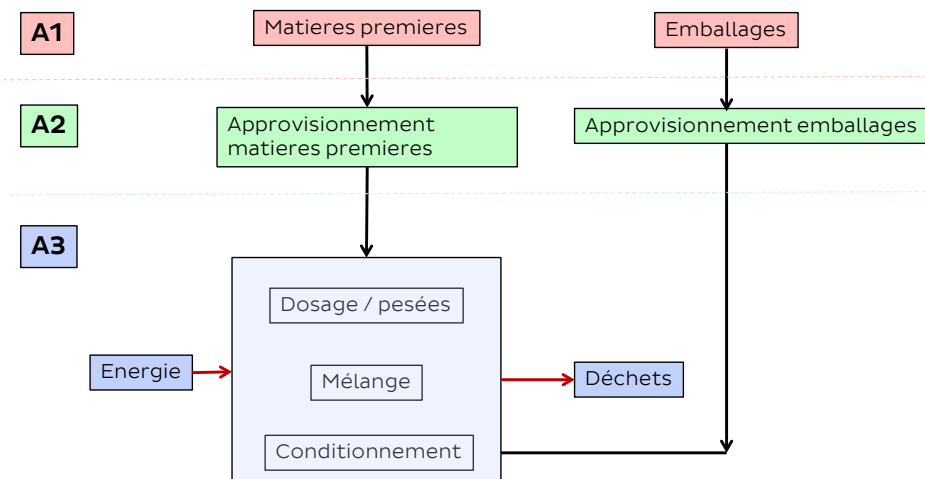 A1
Matieres premieres
Emballages
A2
Approvisionnement
matieres premieres
Approvisionnement emballages
A3
Dosage / pesées
Energie
Mélange
Déchets
Conditionnement